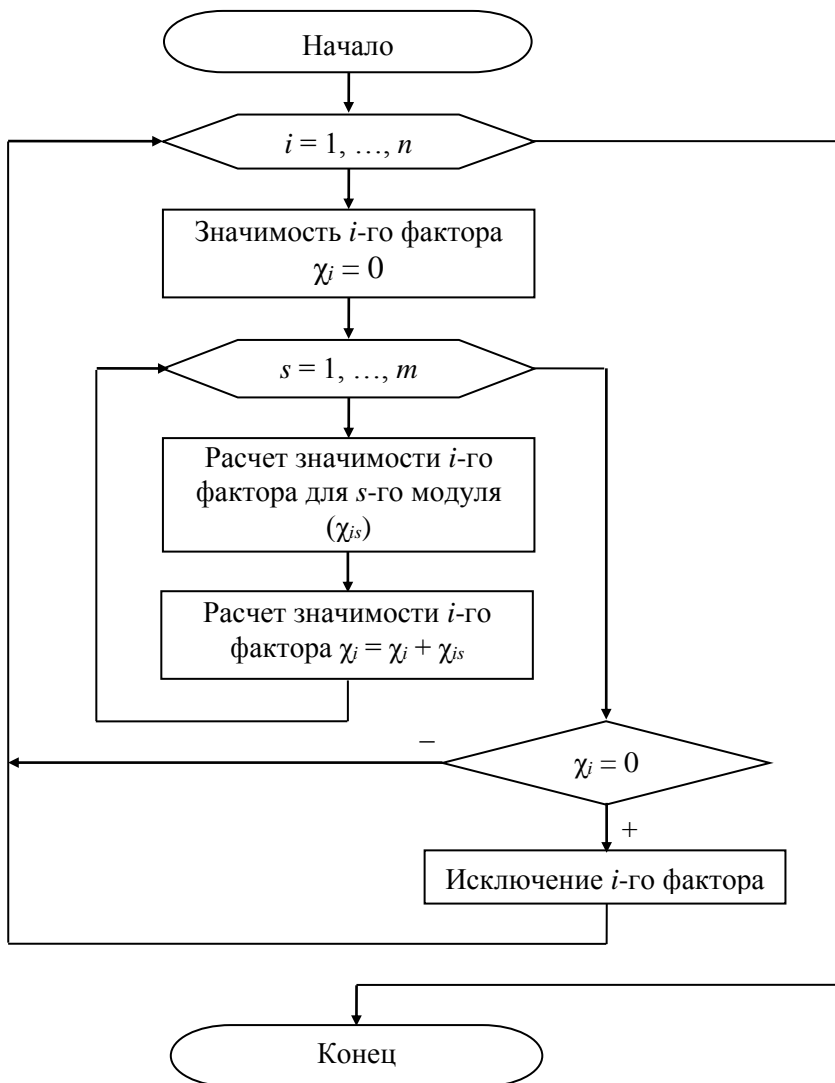 Начало
i = 1, …, n
Значимость i-го фактора
χi = 0
s = 1, …, m
Расчет значимости i-го
фактора для s-го модуля
(χis)
Расчет значимости i-го
фактора χi = χi + χis
–
χi = 0
+
Исключение i-го фактора
Конец